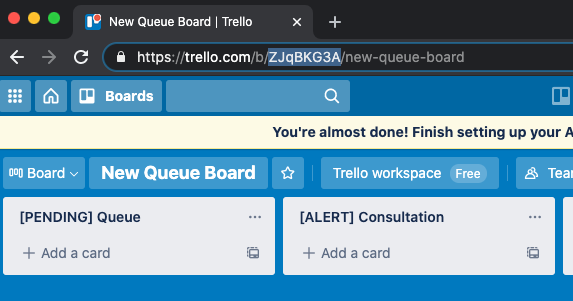 New Queue Board | Trello
https://trello.com/b/ZJqBKG3A/new-queue-board
Boards
You're almost done! Finish setting up your A
Board New Queue Board Trello workspace Free Tear
[PENDING] Queue
[ALERT] Consultation
Add a card
Add a card